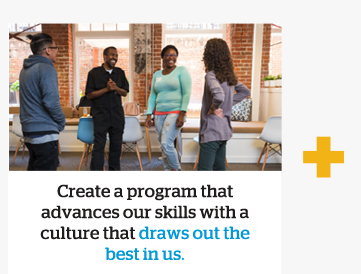 Create a program that
advances our skills with a
culture that draws out the
best in us.